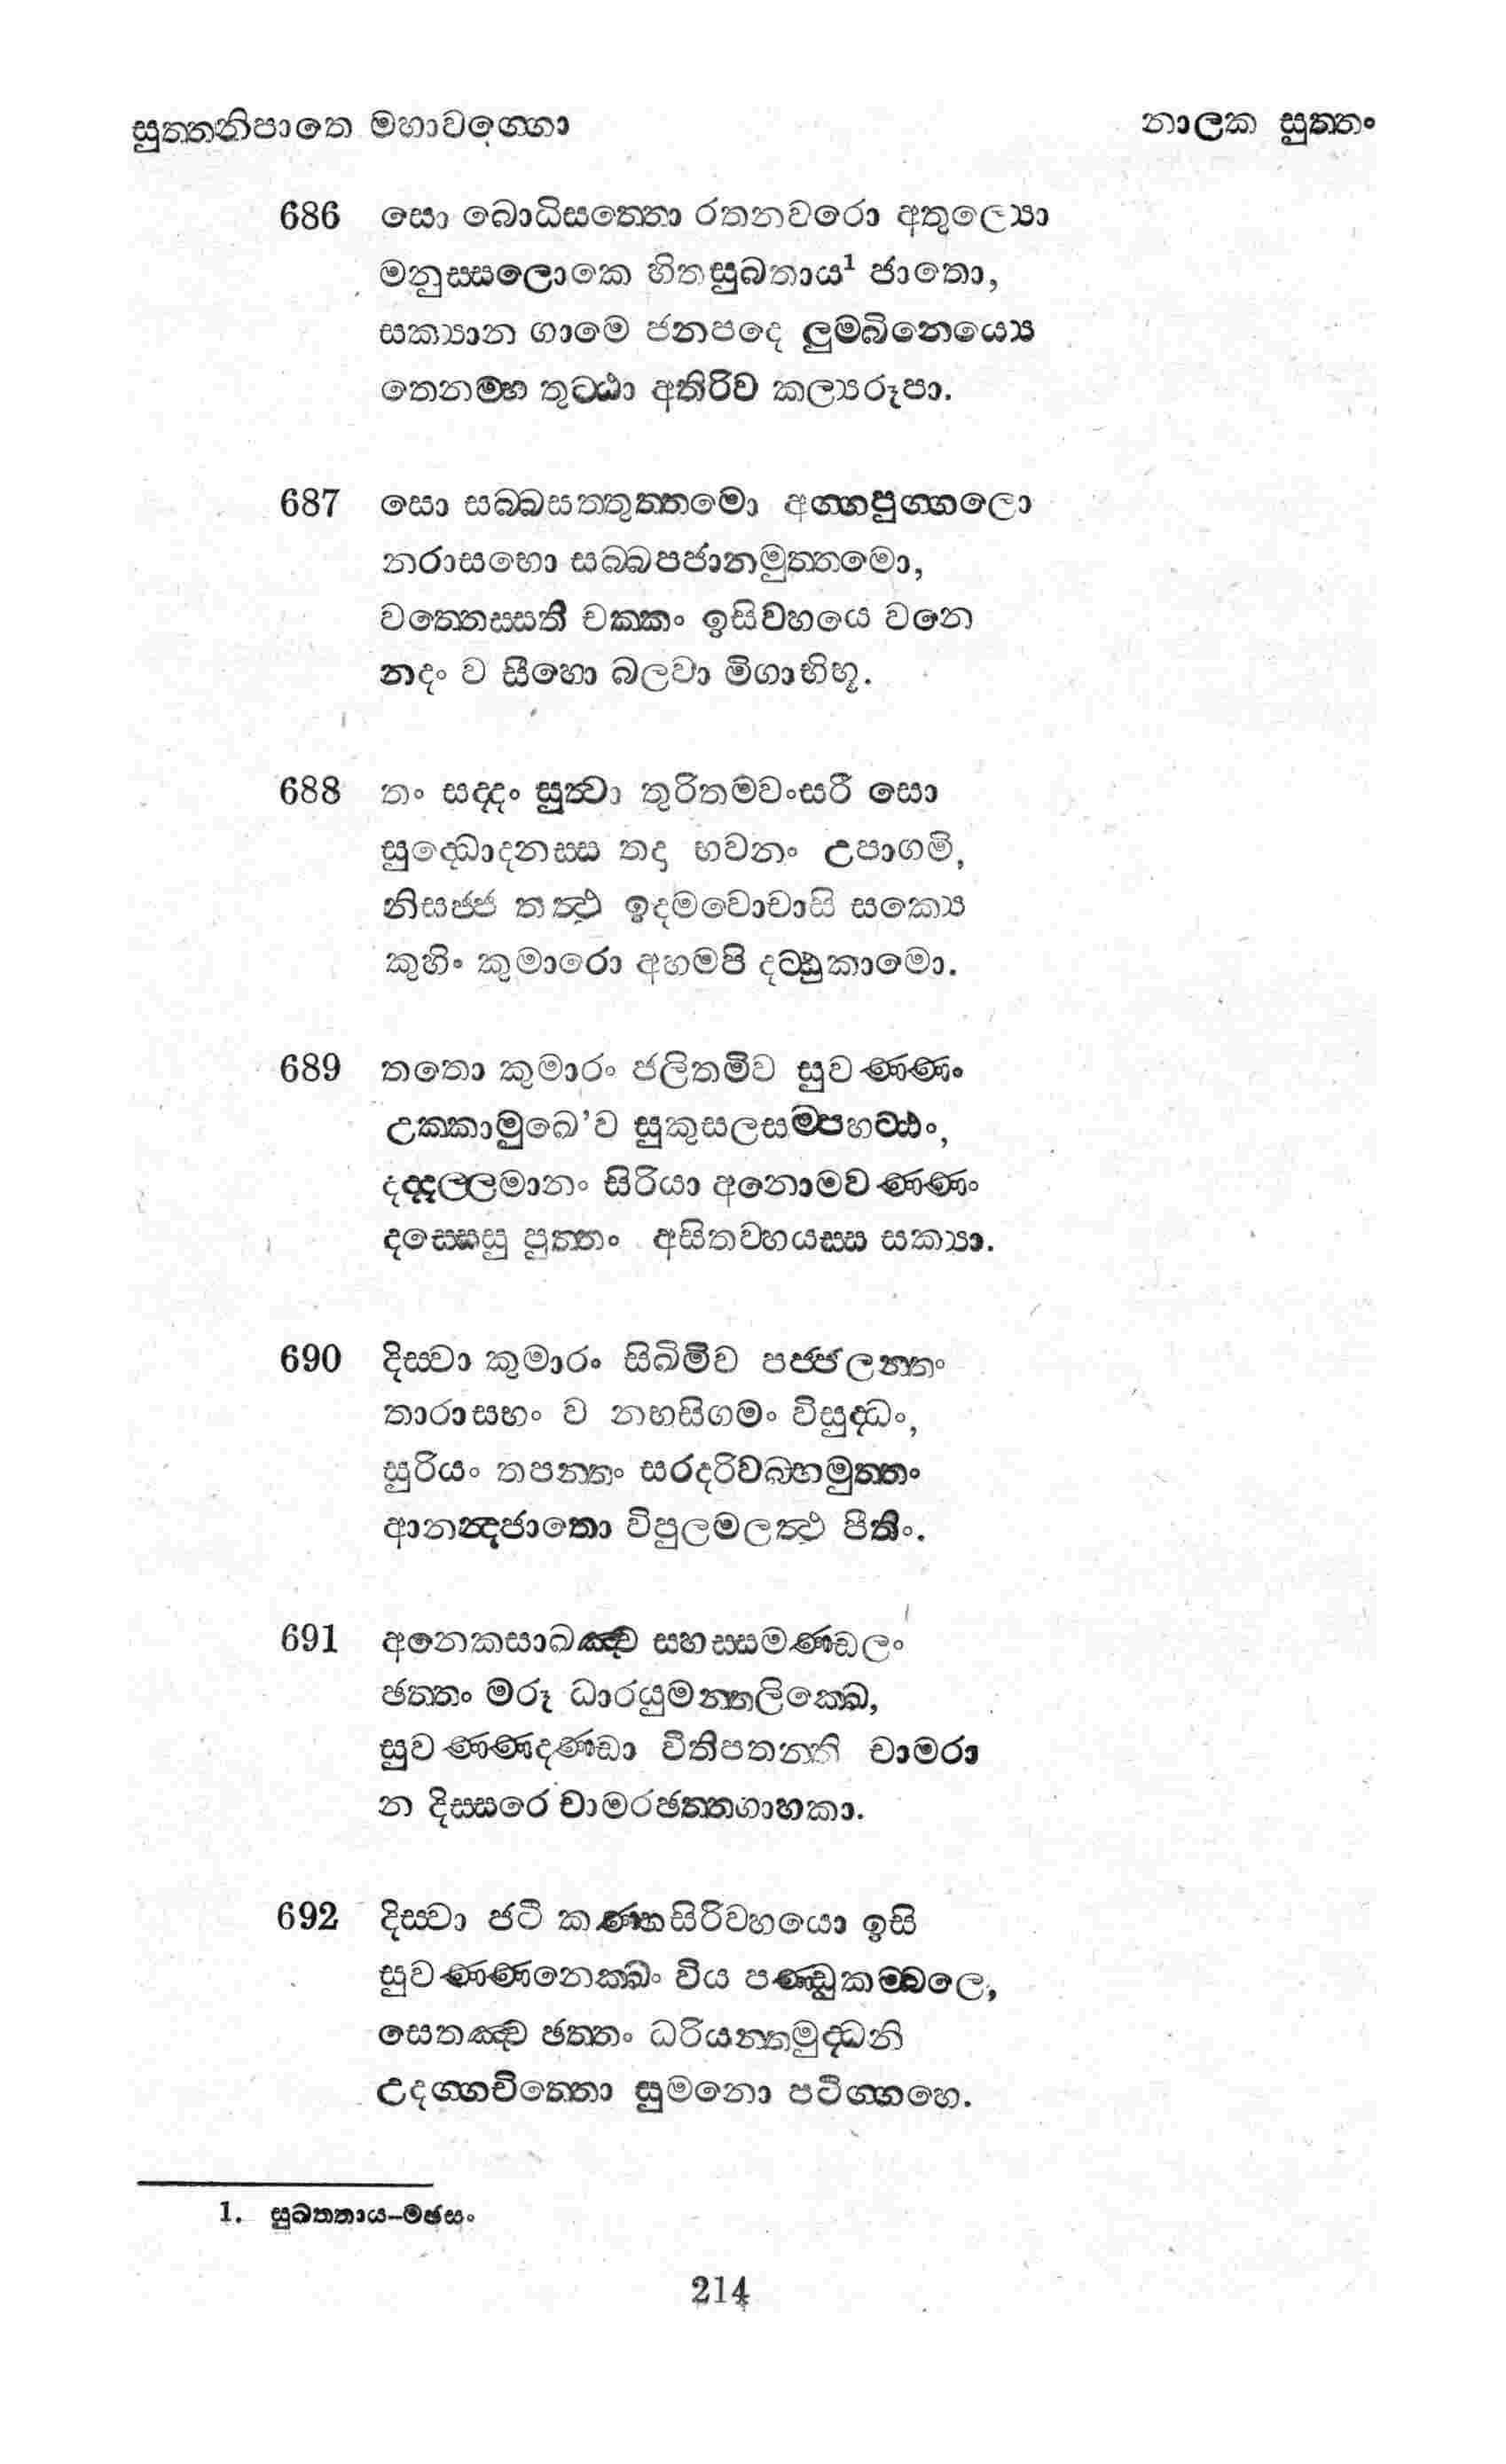 සුත්තනිපාතෙ මහාවග්ගො නාලක සුත්තං
686 සො බොධිසත්තො රතනවරො අතුල්‍යො
මනුස්සලොකෙ හිතසුබතාය1 ජාතො,
සක්‍යාන ගාමෙ ජනපදෙ ලුම්බිනෙය්‍යෙ
තෙනම්හ තුට්ඨා අතිරිව කල්‍යරූපා.
687 සො සබ්බසත්තුත්තමො අග්ගපුග්ගලො
නරාසභො සබ්බපජානමුත්තමො,
වත්තෙස්සති චක්කං ඉසිව්හයෙ වනෙ
නදං ව සීහො බලවා මිගාභිභූ.
688 තං සද්දං සුත්වා තුරිතමවංසරී සො
සුද්ධොදනස්ස තදා භවනං උපාගමි,
නිසජ්ජ තත්ථ ඉදමවොචාසි සක්‍යෙ
කුහිං කුමාරො අහමපි දට්ඨුකාමො.
689 තතො කුමාරං ජලිතමිව සුවණ්ණං
උක්කාමුඛෙ'ව සුකුසලසම්පහට්ඨං,
දද්දල්ලමානං සිරියා අනොමවණ්ණං
දස්සෙසු පුත්තං අසිතව්හයස්ස සක්‍යා.
690 දිස්වා කුමාරං සිඛිමිව පජ්ජලන්තං
තාරාසභං ව නභසිගමං විසුද්ධං,
සුරියං තපන්තං සරදරිවබ්භමුත්තං
ආනන්දජාතො විපුලමලත්ථ පීතිං.
691 අනෙකසාඛඤ්ච සහස්සමණ්ඩලං
ඡත්තං මරූ ධාරයුමන්තලික්ඛෙ,
සුවණ්ණදණ්ඩා වීතිපතන්ති චාමරා
න දිස්සරෙ චාමරඡත්තගාහකා.
692 දිස්වා ජටී කණ්හසිරිව්හයො ඉසි
සුවණ්ණනෙක්ඛං විය පණ්ඩුකම්බලෙ,
සෙතඤ්ච ඡත්තං ධරියන්තමුද්ධනි
උදග්ගචිත්තො සුමනො පටිග්ගහෙ.
1. සුඛතතාය-මඡසං
214